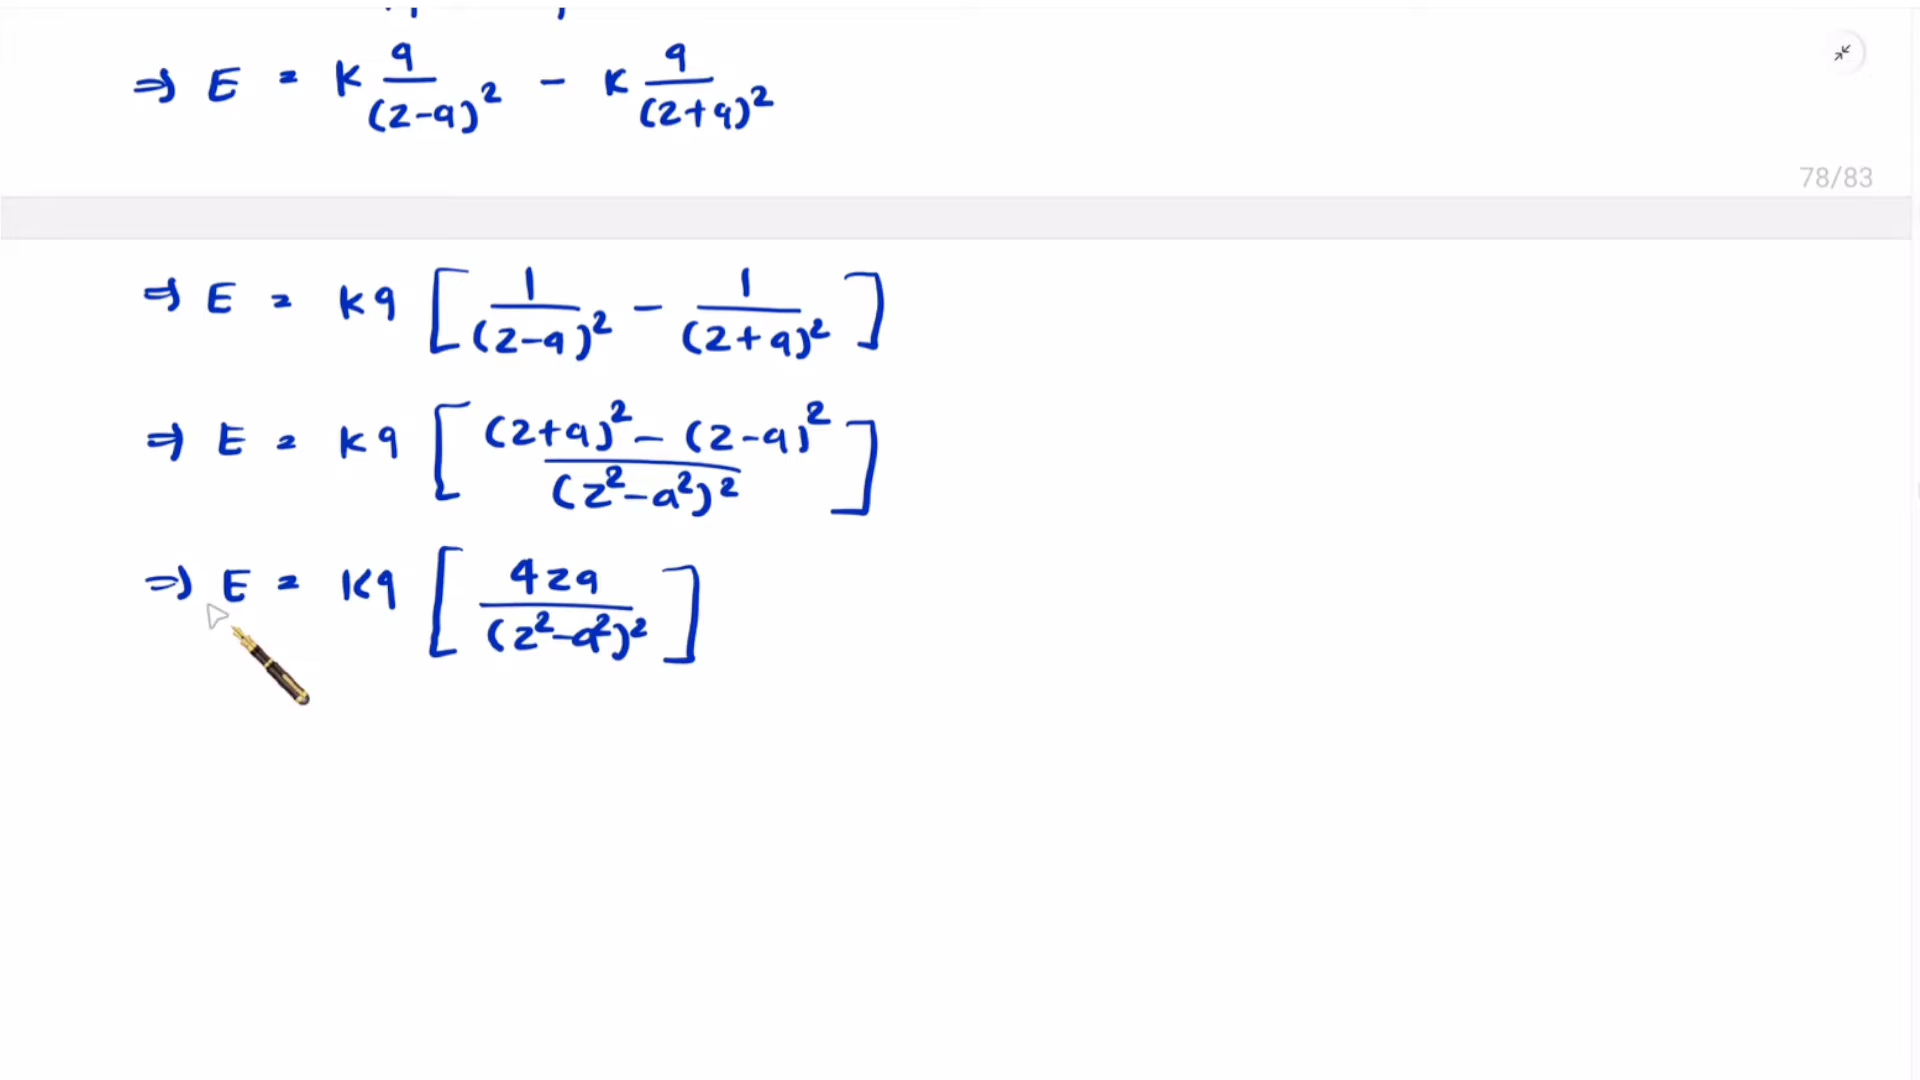 ⇒ E = K q/(z-a)² - K q/(z+a)²
78/83
⇒ E = Kq [ 1/(z-a)² - 1/(z+a)² ]
⇒ E = Kq [ ((z+a)² - (z-a)²)/(z²-a²)² ]
⇒ E = Kq [ 4za/(z²-a²)² ]